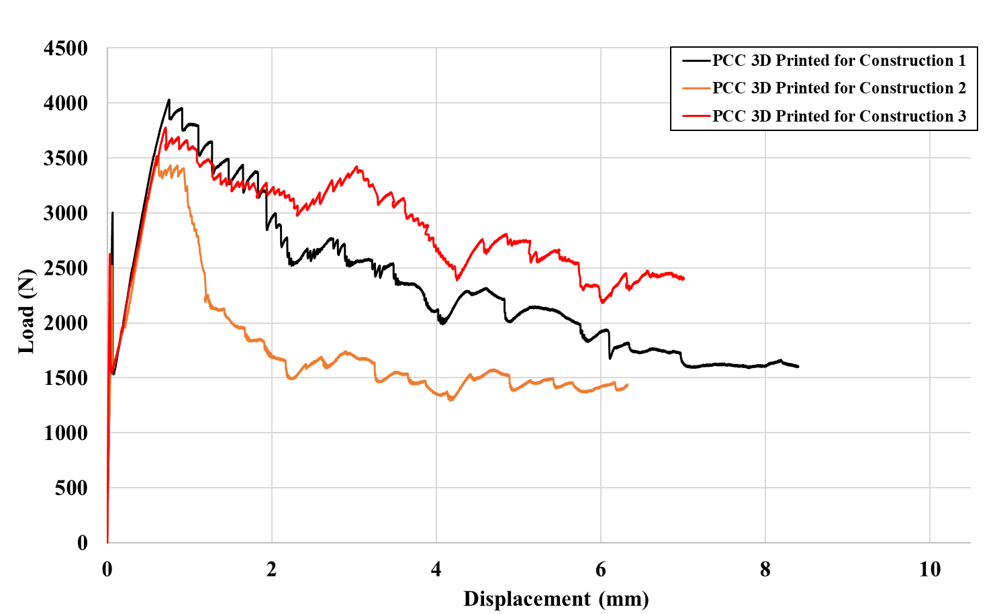 4500
4000
3500
3000
2500
2000
1500
1000
500
0
Load (N)
PCC 3D Printed for Construction 1
PCC 3D Printed for Construction 2
PCC 3D Printed for Construction 3
0 2 4 6 8 10
Displacement (mm)